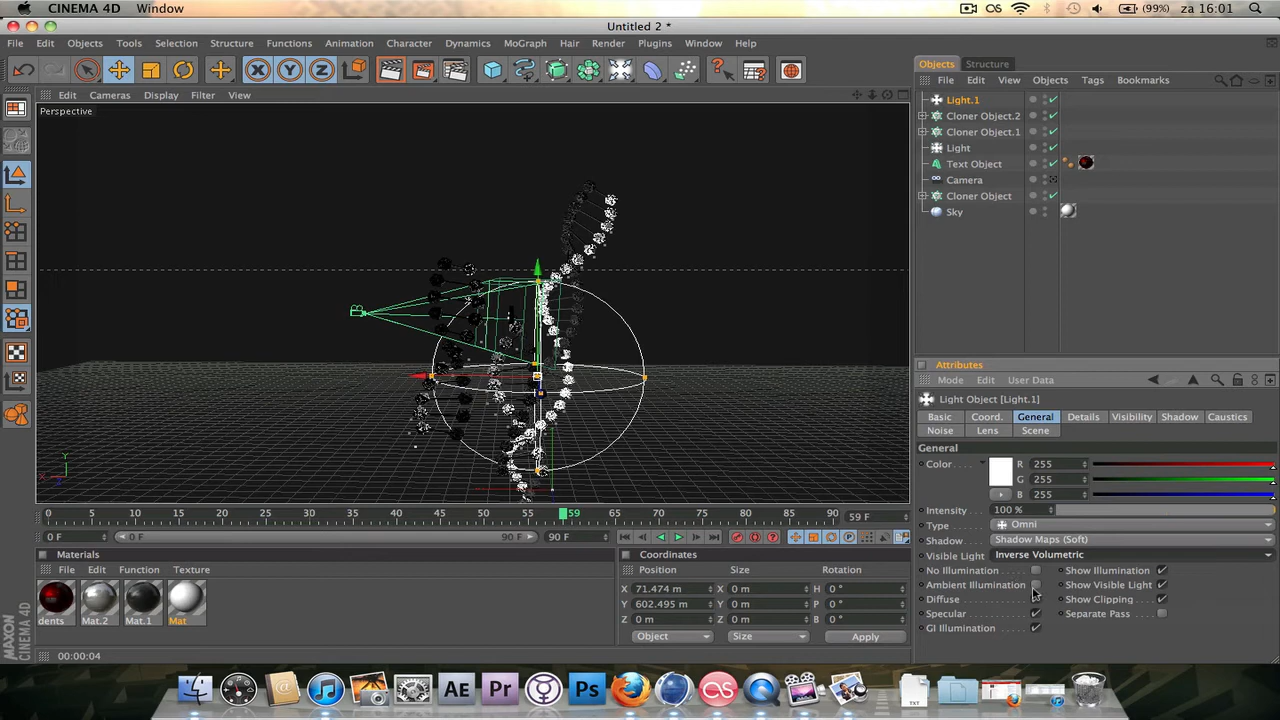 CINEMA 4D Window
(99%) za 16:01
Untitled 2 *
File Edit Objects Tools Selection Structure Functions Animation Character Dynamics MoGraph Hair Render Plugins Window Help
X Y Z
Objects Structure
File Edit View Objects Tags Bookmarks
Edit Cameras Display Filter View
Perspective
Light.1
Cloner Object.2
Cloner Object.1
Light
Text Object
Camera
Cloner Object
Sky
Attributes
Mode Edit User Data
Light Object [Light.1]
Basic Coord. General Details Visibility Shadow Caustics
Noise Lens Scene
General
Color R 255
G 255
B 255
Intensity 100 %
Type Omni
Shadow Shadow Maps (Soft)
Visible Light Inverse Volumetric
No Illumination Show Illumination
Ambient Illumination Show Visible Light
Diffuse Show Clipping
Specular Separate Pass
GI Illumination
Y
X Z
0 5 10 15 20 25 30 35 40 45 50 55 59 65 70 75 80 85 90 59 F
0 F 0 F 90 F 90 F
Materials
File Edit Function Texture
dents Mat.2 Mat.1 Mat
Coordinates
Position Size Rotation
X 71.474 m X 0 m H 0 °
Y 602.495 m Y 0 m P 0 °
Z 0 m Z 0 m B 0 °
Object Size Apply
MAXON
CINEMA 4D
00:00:04
AE Pr Ps
TXT